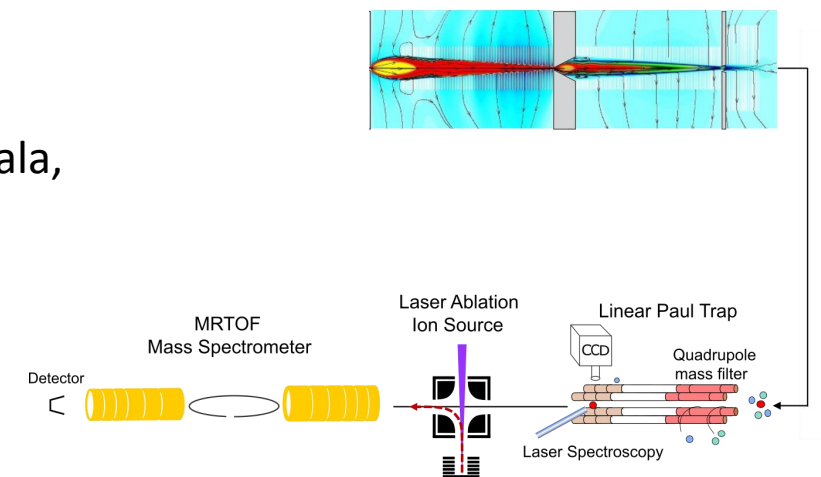 ala,
Laser Ablation
Ion Source
Linear Paul Trap
MRTOF
Mass Spectrometer
CCD
Quadrupole
mass filter
Detector
Laser Spectroscopy